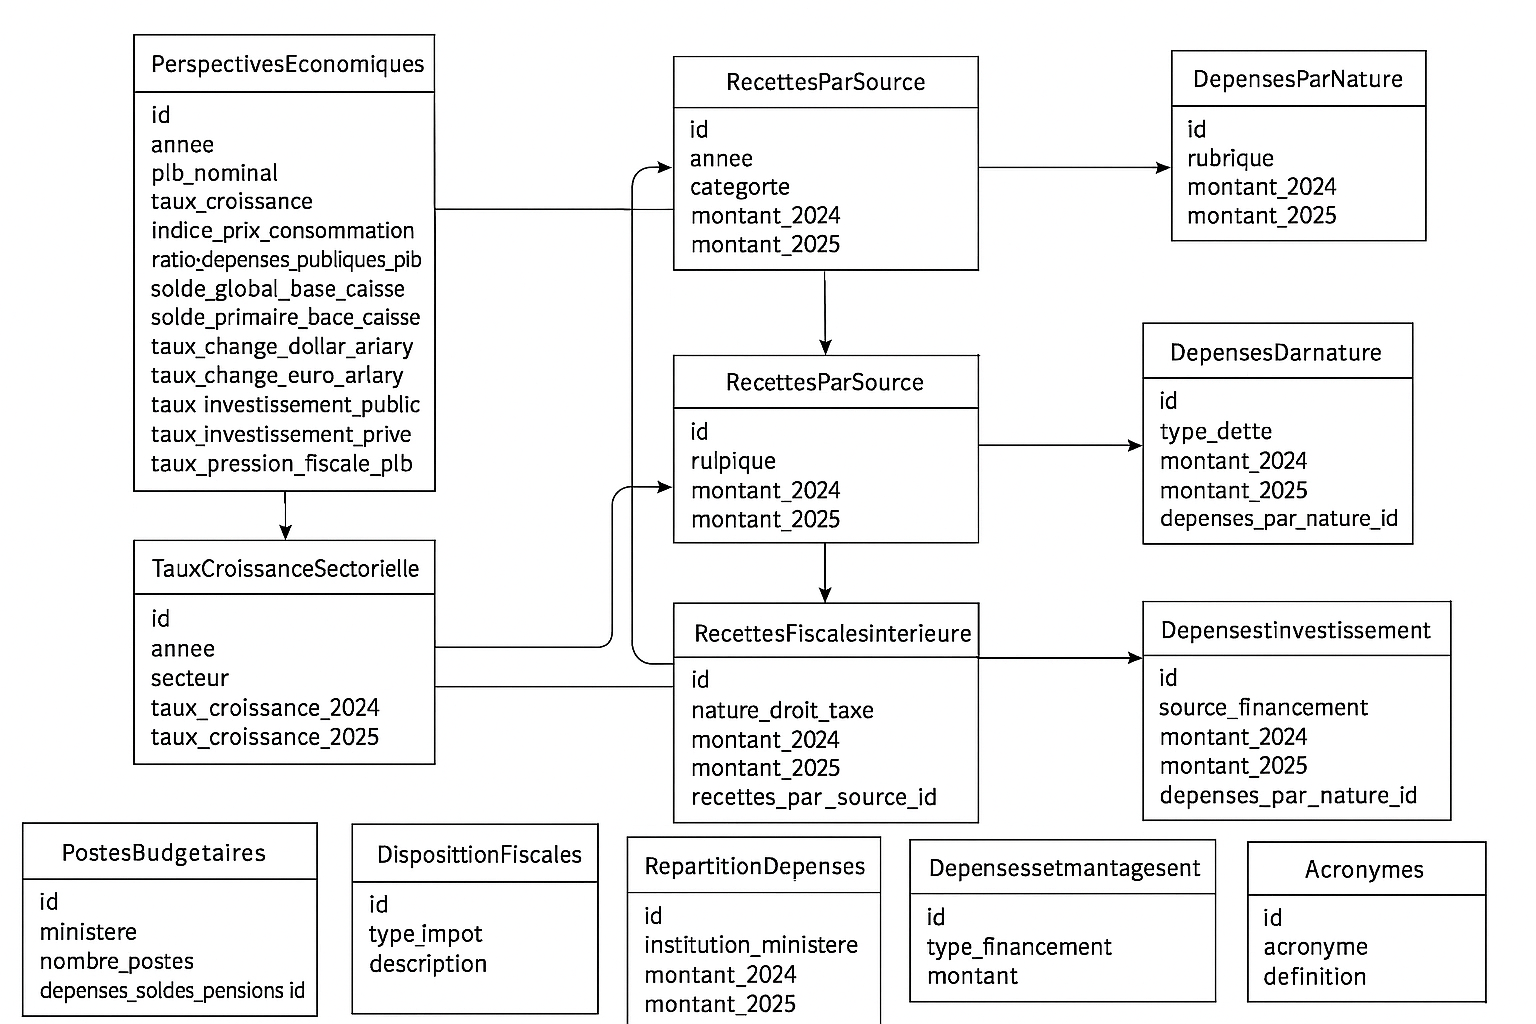 PerspectivesEconomiques
id
annee
plb_nominal
taux_croissance
indice_prix_consommation
ratio·depenses_publiques_pib
solde_global_base_caisse
solde_primaire_bace_caisse
taux_change_dollar_ariary
taux_change_euro_arlary
taux investissement_public
taux_investissement_prive
taux_pression_fiscale_plb
RecettesParSource
id
annee
categorte
montant_2024
montant_2025
DepensesParNature
id
rubrique
montant_2024
montant_2025
RecettesParSource
id
rulpique
montant_2024
montant_2025
DepensesDarnature
id
type_dette
montant_2024
montant_2025
depenses_par_nature_id
TauxCroissanceSectorielle
id
annee
secteur
taux_croissance_2024
taux_croissance_2025
RecettesFiscalesinterieure
id
nature_droit_taxe
montant_2024
montant_2025
recettes_par_source_id
Depensestinvestissement
id
source_financement
montant_2024
montant_2025
depenses_par_nature_id
PostesBudgetaires
id
ministere
nombre_postes
depenses_soldes_pensions id
DisposittionFiscales
id
type_impot
description
RepartitionDepenses
id
institution_ministere
montant_2024
montant_2025
Depensessetmantagesent
id
type_financement
montant
Acronymes
id
acronyme
definition